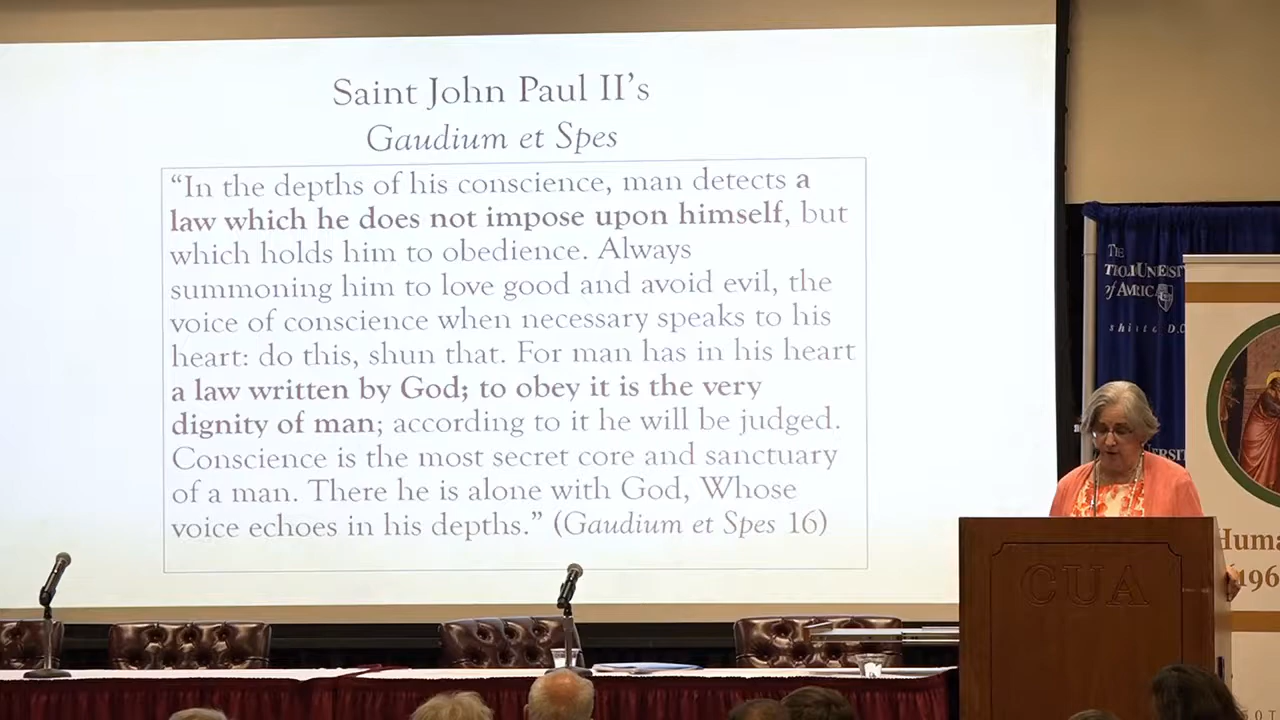 Saint John Paul II's
Gaudium et Spes
“In the depths of his conscience, man detects a
law which he does not impose upon himself, but
which holds him to obedience. Always
summoning him to love good and avoid evil, the
voice of conscience when necessary speaks to his
heart: do this, shun that. For man has in his heart
a law written by God; to obey it is the very
dignity of man; according to it he will be judged.
Conscience is the most secret core and sanctuary
of a man. There he is alone with God, Whose
voice echoes in his depths.” (Gaudium et Spes 16)
THE
of AMRICA
D.C
CUA
Huma
196